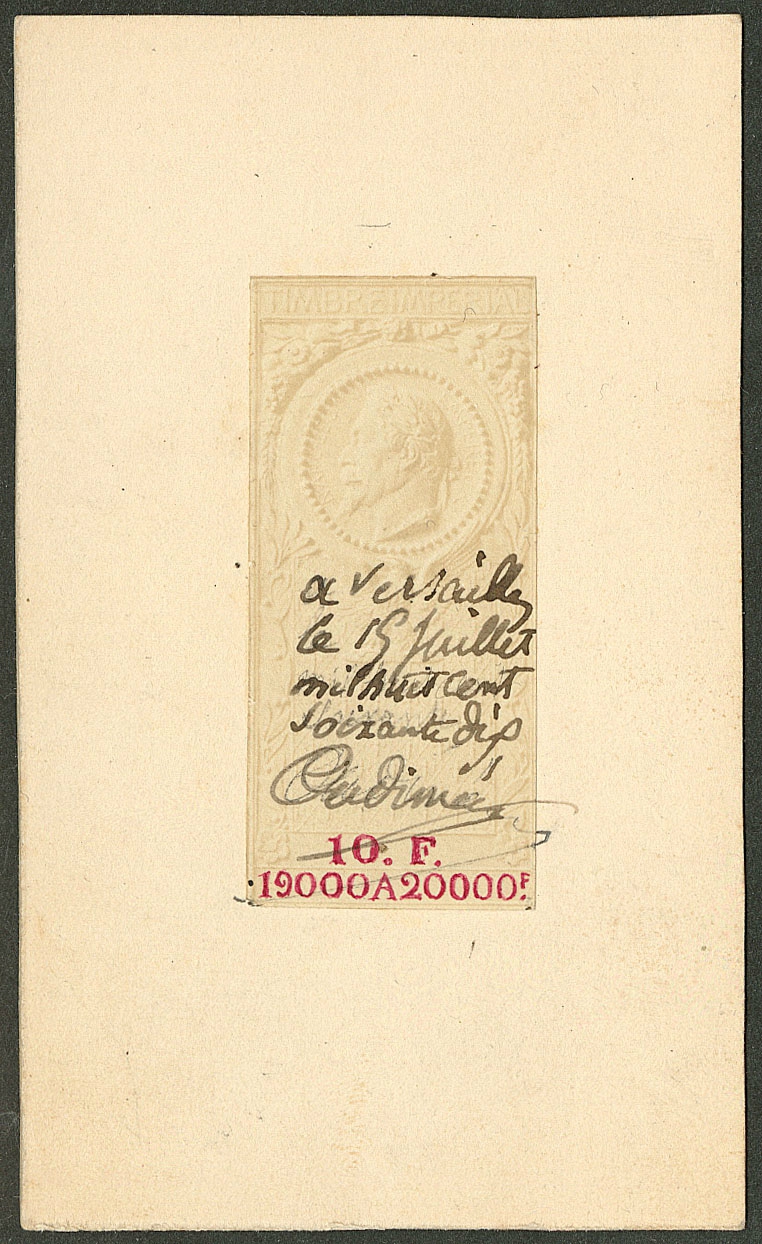 TIMBRE IMPERIAL
a Versailles
le 15 Juillet
mil huit cent
soixante dix
10. F.
19000A20000F.